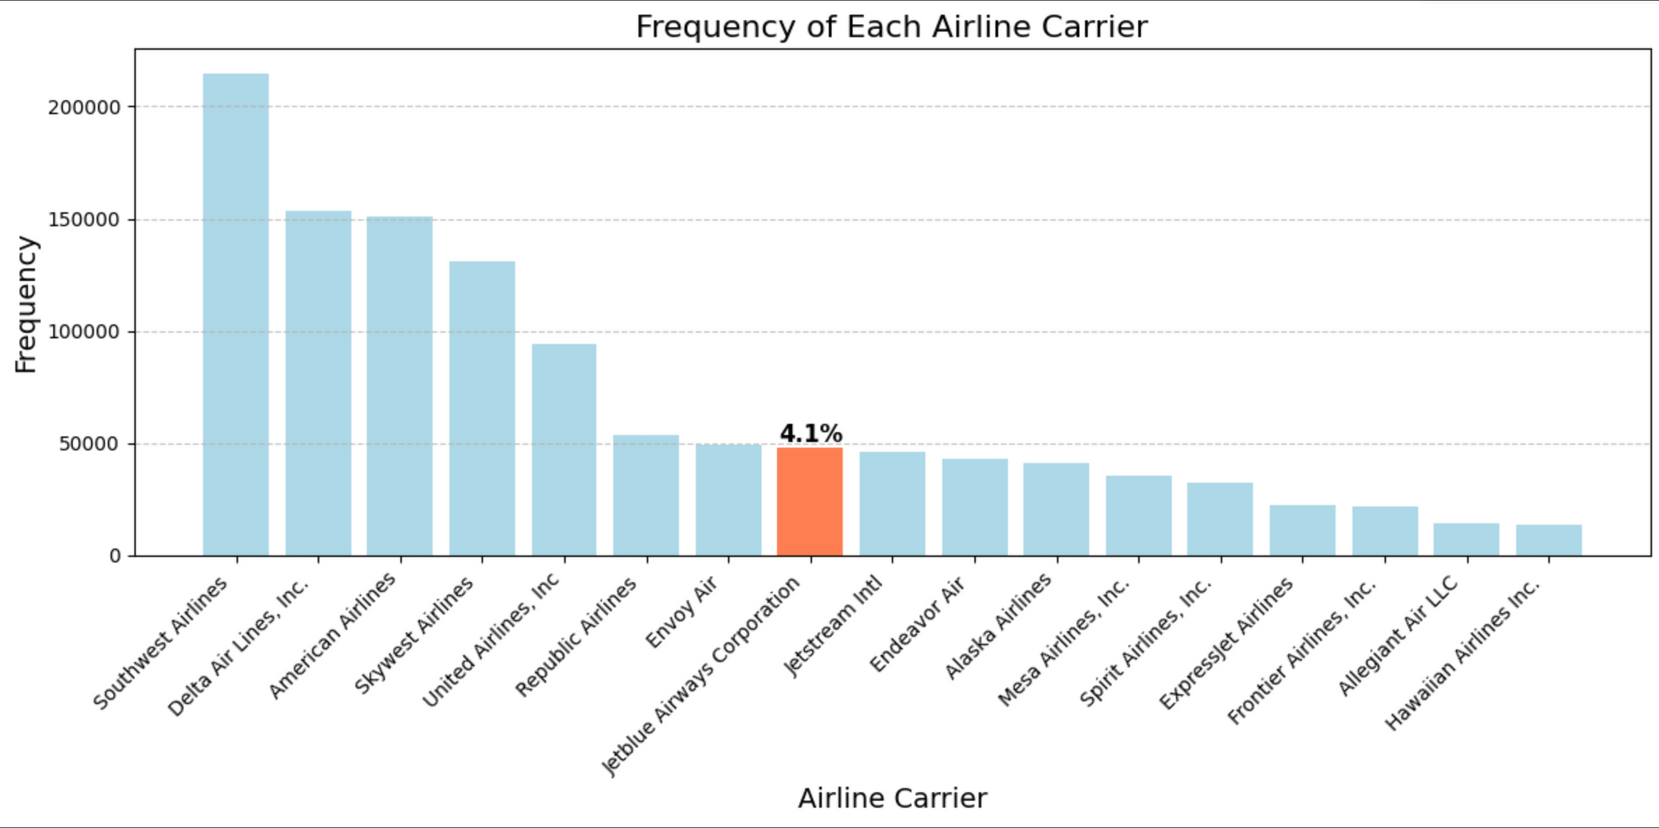 Frequency of Each Airline Carrier
Frequency
200000
150000
100000
50000
0
4.1%
Southwest Airlines
Delta Air Lines, Inc.
American Airlines
Skywest Airlines
United Airlines, Inc
Republic Airlines
Envoy Air
Jetblue Airways Corporation
Jetstream Intl
Endeavor Air
Alaska Airlines
Mesa Airlines, Inc.
Spirit Airlines, Inc.
ExpressJet Airlines
Frontier Airlines, Inc.
Allegiant Air LLC
Hawaiian Airlines Inc.
Airline Carrier